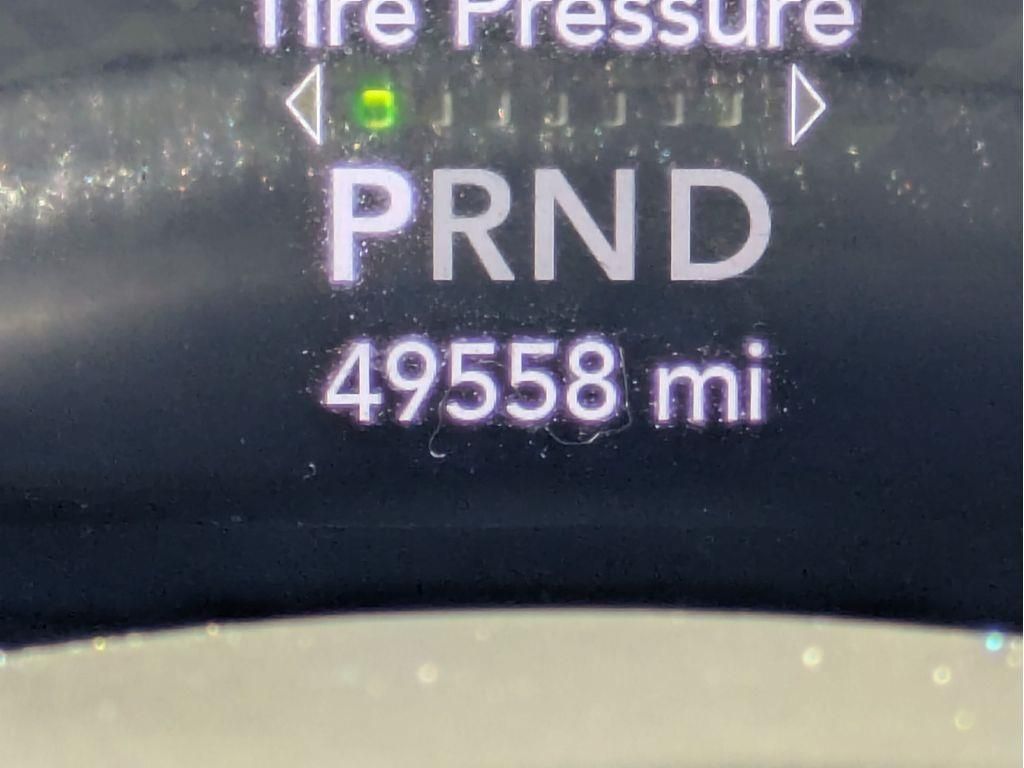 Tire Pressure
PRND
49558 mi